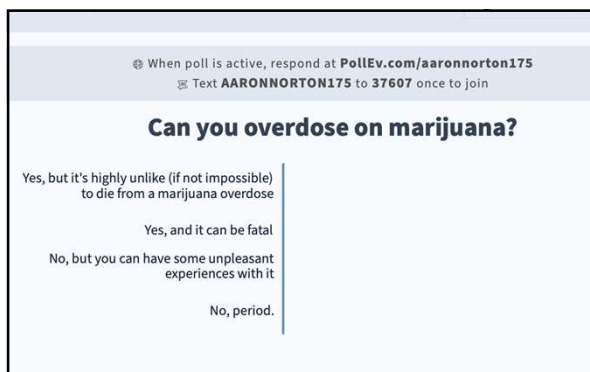 When poll is active, respond at PollEv.com/aaronnorton175
Text AARONNORTON175 to 37607 once to join
Can you overdose on marijuana?
Yes, but it's highly unlike (if not impossible)
to die from a marijuana overdose
Yes, and it can be fatal
No, but you can have some unpleasant
experiences with it
No, period.